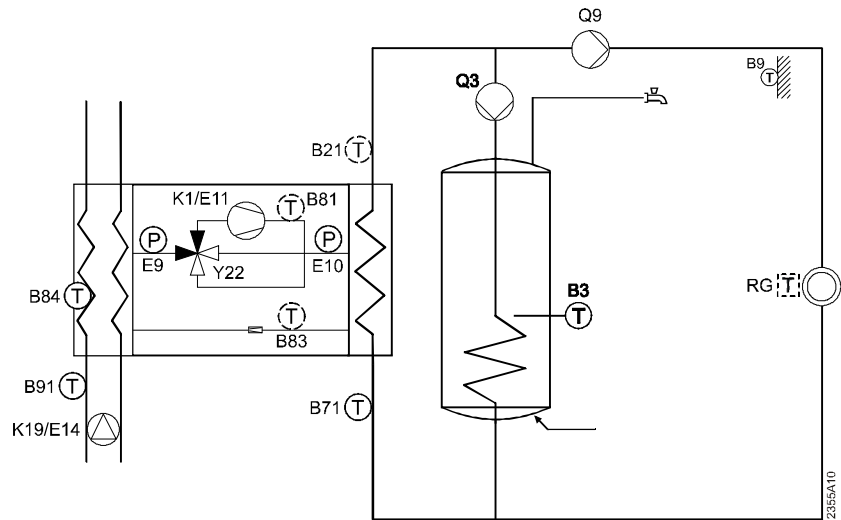 Q9
Q3
B9
T
B21 T
K1/E11
B81
T
P
P
E9
E10
Y22
B84 T
T
B83
B3
T
RG T
B91 T
B71 T
K19/E14
2355A10